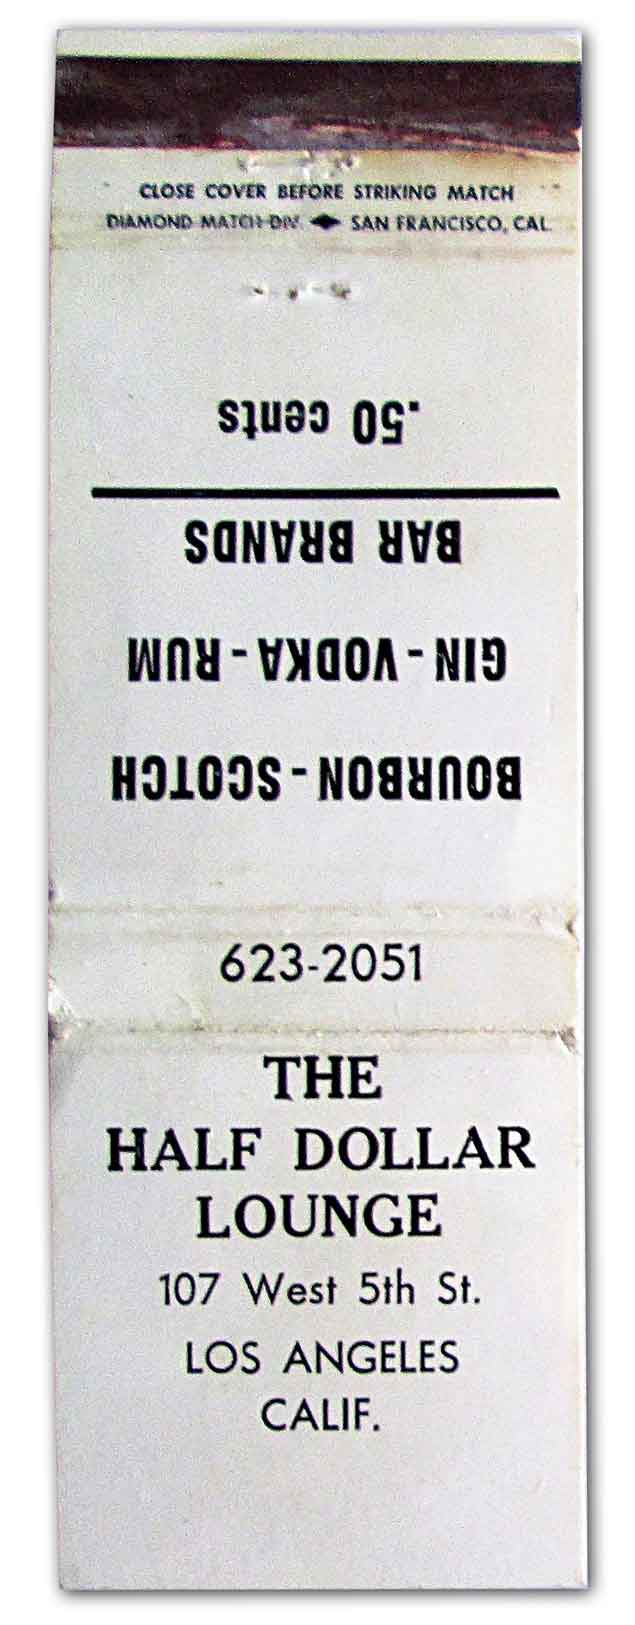 CLOSE COVER BEFORE STRIKING MATCH
DIAMOND MATCH DIV. ◆ SAN FRANCISCO, CAL.
BOURBON - SCOTCH
GIN - VODKA - RUM
BAR BRANDS
.50 cents
623-2051
THE
HALF DOLLAR
LOUNGE
107 West 5th St.
LOS ANGELES
CALIF.